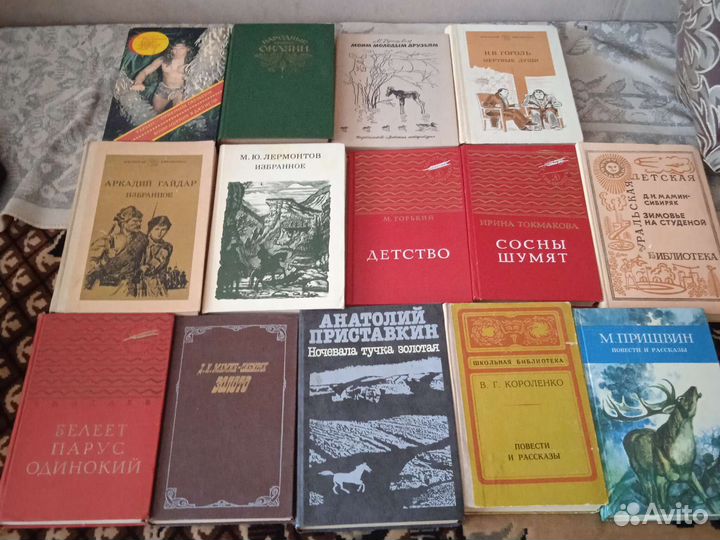 НАРОДНЫЕ
СКАЗКИ
М. Пришвин
МОИМ МОЛОДЫМ ДРУЗЬЯМ
Н.В. ГОГОЛЬ
МЕРТВЫЕ ДУШИ
АРКАДИЙ ГАЙДАР
ИЗБРАННОЕ
М. Ю. ЛЕРМОНТОВ
ИЗБРАННОЕ
М. ГОРЬКИЙ
ДЕТСТВО
ИРИНА ТОКМАКОВА
СОСНЫ
ШУМЯТ
УРАЛЬСКАЯ
ДЕТСКАЯ
Д.Н. МАМИН-
СИБИРЯК
ЗИМОВЬЕ
НА СТУДЕНОЙ
БИБЛИОТЕКА
БЕЛЕЕТ
ПАРУС
ОДИНОКИЙ
Д. Н. МАМИН-СИБИРЯК
ЗОЛОТО
АНАТОЛИЙ
ПРИСТАВКИН
Ночевала тучка золотая
ШКОЛЬНАЯ БИБЛИОТЕКА
В. Г. КОРОЛЕНКО
ПОВЕСТИ
И РАССКАЗЫ
М. ПРИШВИН
ПОВЕСТИ И РАССКАЗЫ
Avito